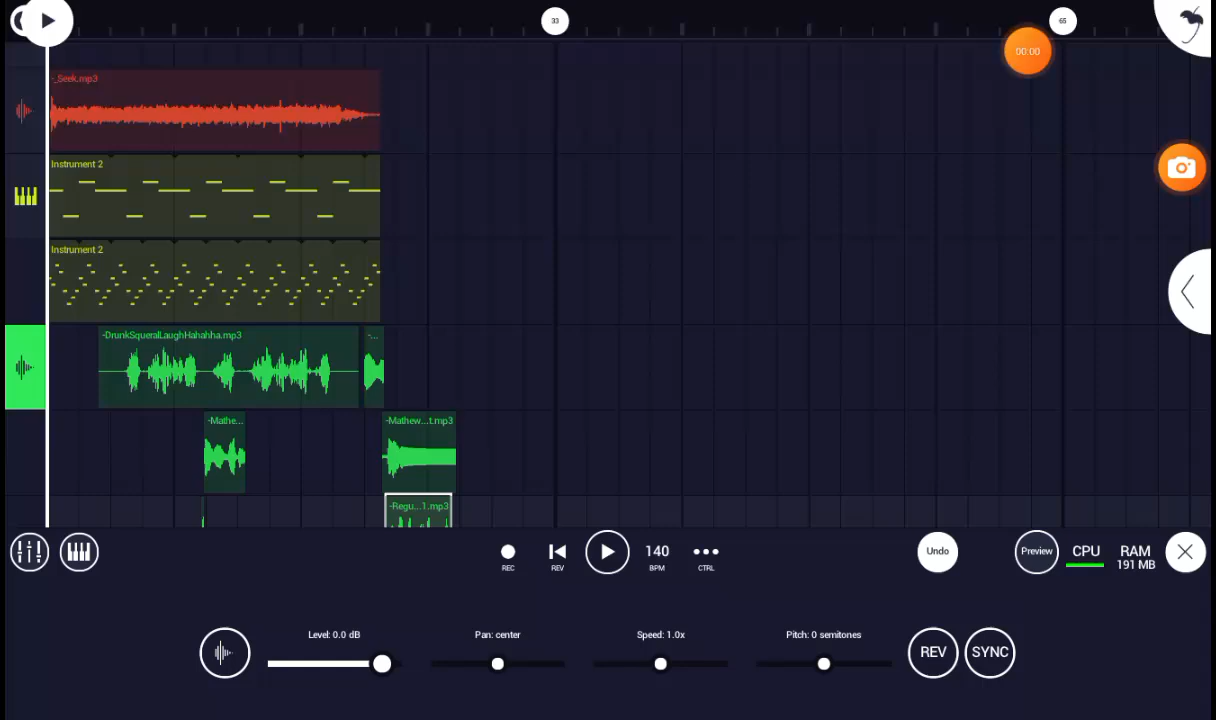 33
65
00:00
-_Seek.mp3
Instrument 2
Instrument 2
-DrunkSqueralLaughHahahha.mp3
-...
-Mathe...
-Mathew...t.mp3
-Regu...1.mp3
REC
REV
140
BPM
CTRL
Undo
Preview
CPU
RAM
191 MB
Level: 0.0 dB
Pan: center
Speed: 1.0x
Pitch: 0 semitones
REV
SYNC